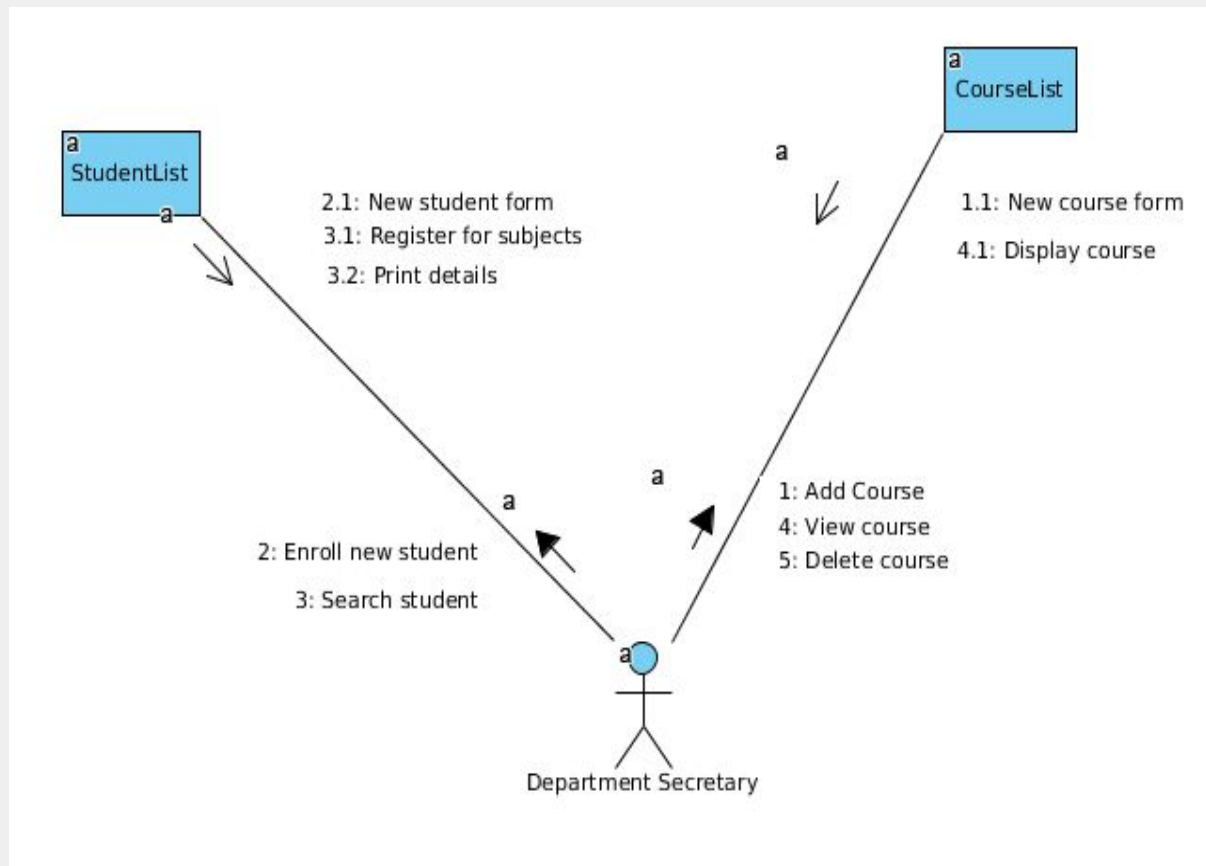 a
CourseList
a
StudentList
a
a
2.1: New student form
3.1: Register for subjects
3.2: Print details
1.1: New course form
4.1: Display course
a
1: Add Course
4: View course
5: Delete course
a
2: Enroll new student
3: Search student
a
Department Secretary